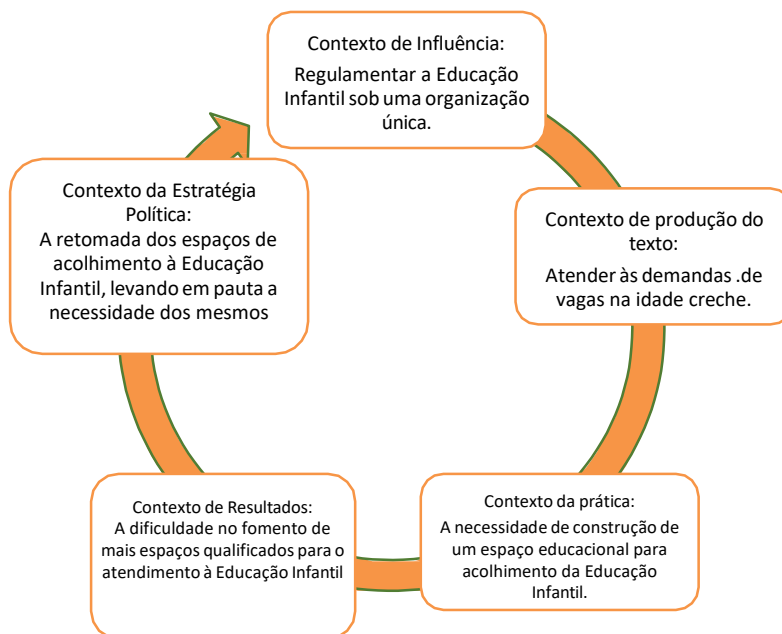 Contexto de Influência:
Regulamentar a Educação
Infantil sob uma organização
única.
Contexto de produção do
texto:
Atender às demandas .de
vagas na idade creche.
Contexto da prática:
A necessidade de construção de
um espaço educacional para
acolhimento da Educação
Infantil.
Contexto de Resultados:
A dificuldade no fomento de
mais espaços qualificados para o
atendimento à Educação Infantil
Contexto da Estratégia
Política:
A retomada dos espaços de
acolhimento à Educação
Infantil, levando em pauta a
necessidade dos mesmos